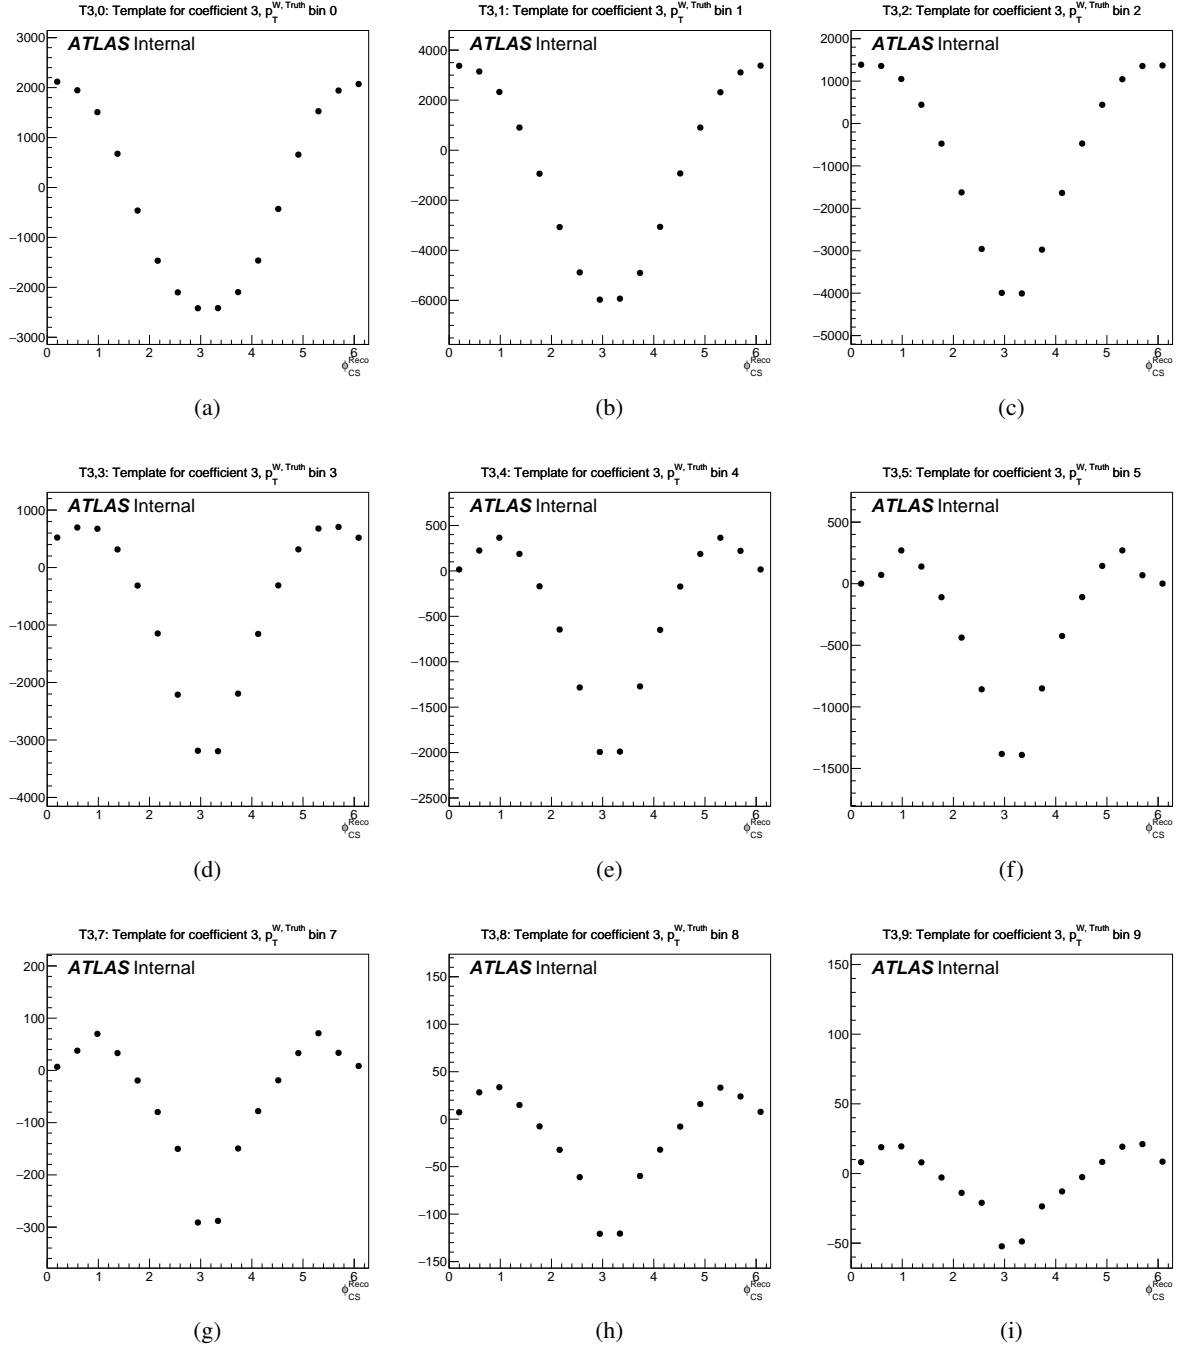 T3,0: Template for coefficient 3, p_T^{W, Truth} bin 0
ATLAS Internal
3000
2000
1000
0
−1000
−2000
−3000
0 1 2 3 4 5 6
ϕ_CS^Reco
(a)
T3,1: Template for coefficient 3, p_T^{W, Truth} bin 1
ATLAS Internal
4000
2000
0
−2000
−4000
−6000
0 1 2 3 4 5 6
ϕ_CS^Reco
(b)
T3,2: Template for coefficient 3, p_T^{W, Truth} bin 2
ATLAS Internal
2000
1000
0
−1000
−2000
−3000
−4000
−5000
0 1 2 3 4 5 6
ϕ_CS^Reco
(c)
T3,3: Template for coefficient 3, p_T^{W, Truth} bin 3
ATLAS Internal
1000
0
−1000
−2000
−3000
−4000
0 1 2 3 4 5 6
ϕ_CS^Reco
(d)
T3,4: Template for coefficient 3, p_T^{W, Truth} bin 4
ATLAS Internal
500
0
−500
−1000
−1500
−2000
−2500
0 1 2 3 4 5 6
ϕ_CS^Reco
(e)
T3,5: Template for coefficient 3, p_T^{W, Truth} bin 5
ATLAS Internal
500
0
−500
−1000
−1500
0 1 2 3 4 5 6
ϕ_CS^Reco
(f)
T3,7: Template for coefficient 3, p_T^{W, Truth} bin 7
ATLAS Internal
200
100
0
−100
−200
−300
0 1 2 3 4 5 6
ϕ_CS^Reco
(g)
T3,8: Template for coefficient 3, p_T^{W, Truth} bin 8
ATLAS Internal
150
100
50
0
−50
−100
−150
0 1 2 3 4 5 6
ϕ_CS^Reco
(h)
T3,9: Template for coefficient 3, p_T^{W, Truth} bin 9
ATLAS Internal
150
100
50
0
−50
0 1 2 3 4 5 6
ϕ_CS^Reco
(i)